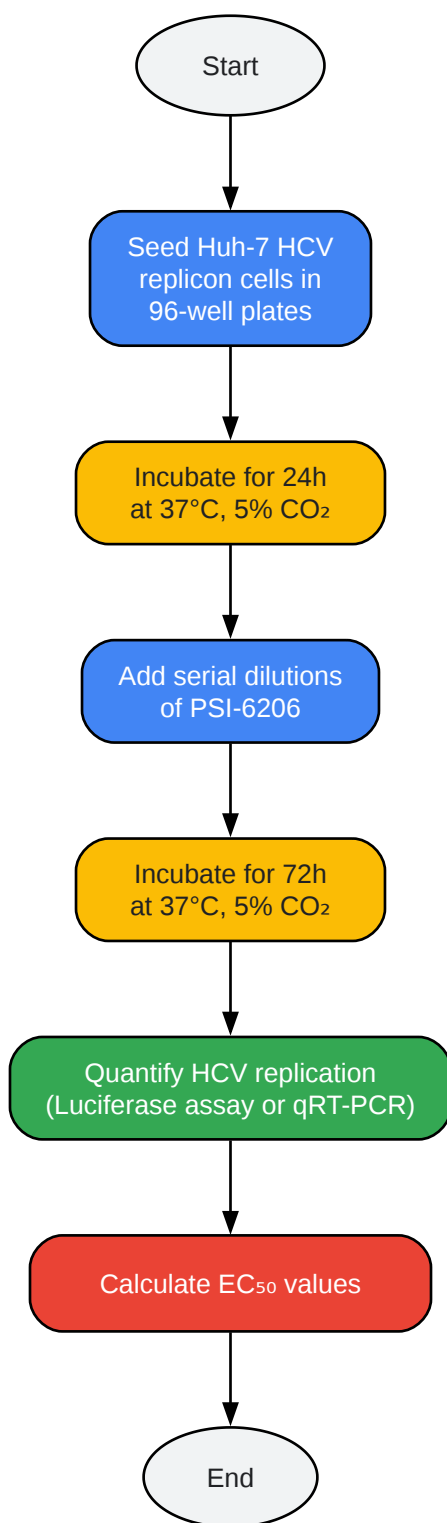 Start
Seed Huh-7 HCV
replicon cells in
96-well plates
Incubate for 24h
at 37°C, 5% CO₂
Add serial dilutions
of PSI-6206
Incubate for 72h
at 37°C, 5% CO₂
Quantify HCV replication
(Luciferase assay or qRT-PCR)
Calculate EC₅₀ values
End